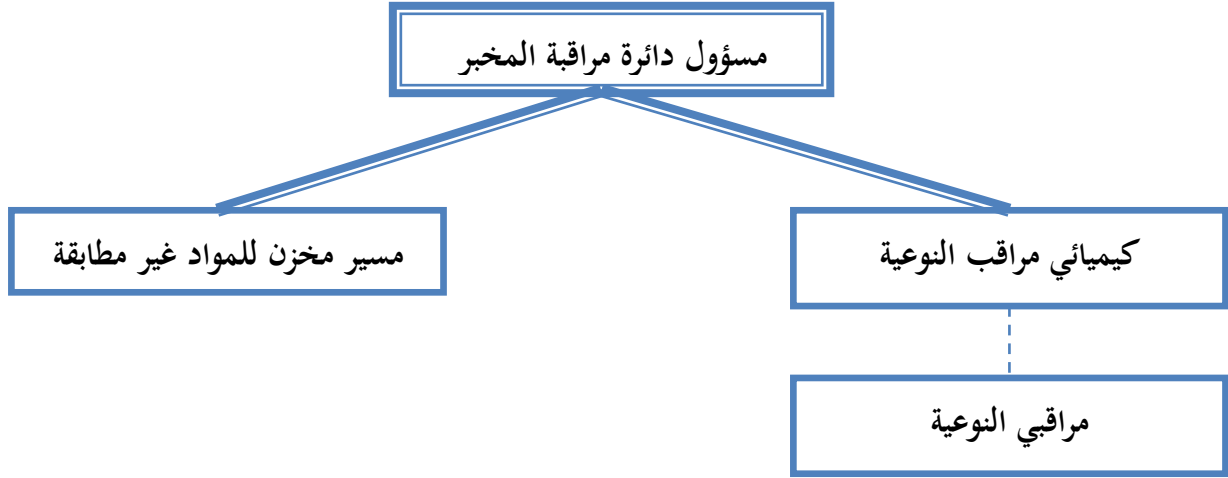 مسؤول دائرة مراقبة المخبر
كيميائي مراقب النوعية
مسير مخزن للمواد غير مطابقة
مراقبي النوعية